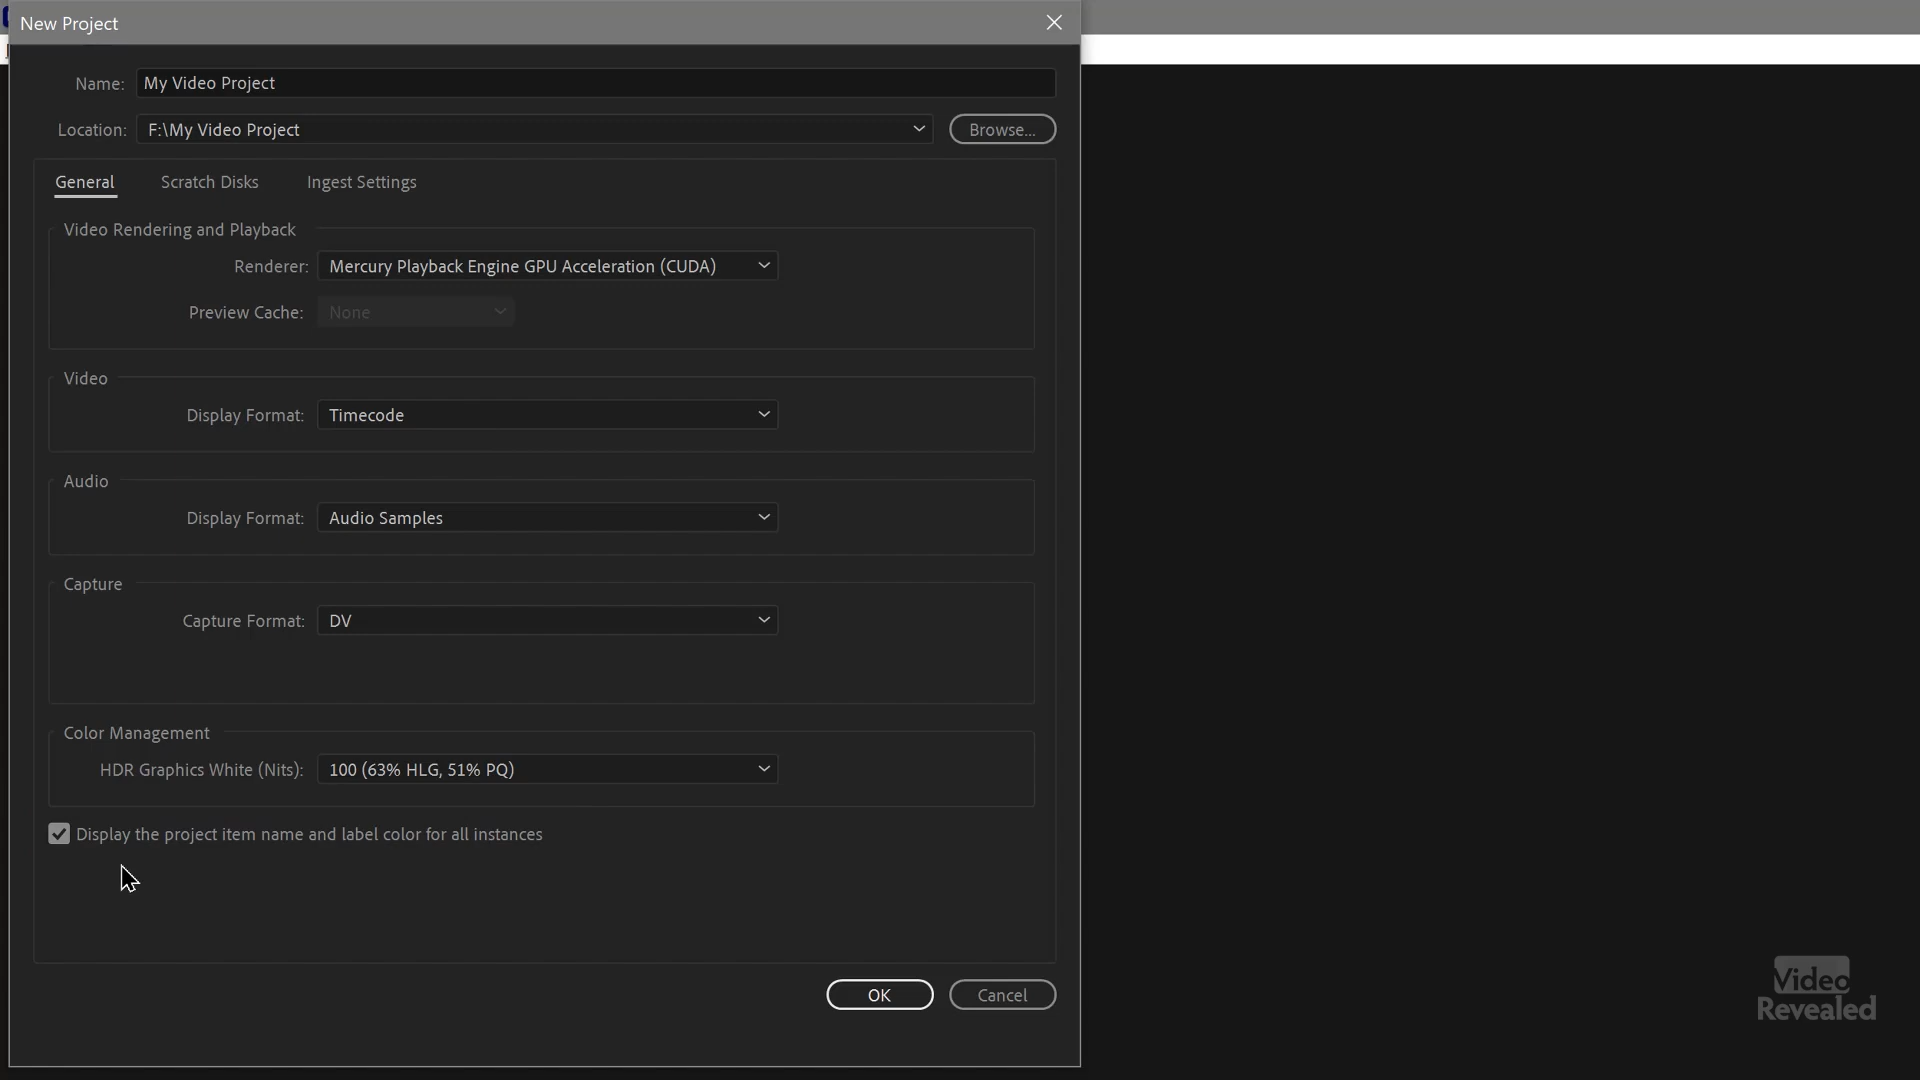 New Project
Name: My Video Project
Location: F:\My Video Project Browse...
General Scratch Disks Ingest Settings
Video Rendering and Playback
Renderer: Mercury Playback Engine GPU Acceleration (CUDA)
Preview Cache: None
Video
Display Format: Timecode
Audio
Display Format: Audio Samples
Capture
Capture Format: DV
Color Management
HDR Graphics White (Nits): 100 (63% HLG, 51% PQ)
Display the project item name and label color for all instances
OK Cancel
Video
Revealed